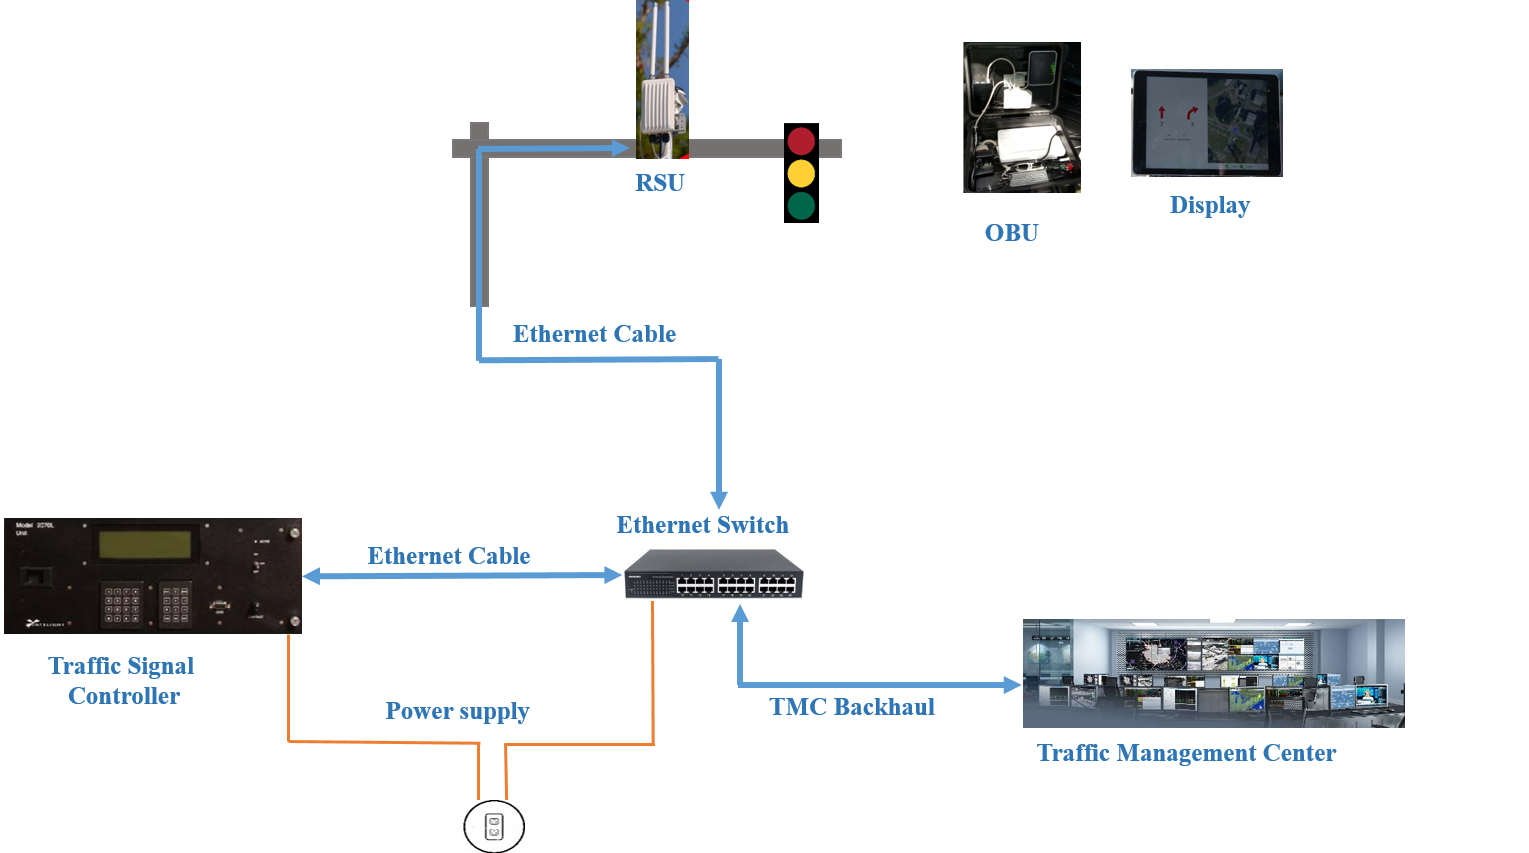 RSU
OBU
Display
Ethernet Cable
Ethernet Switch
Ethernet Cable
Model 2070L
Unit
Traffic Signal
Controller
Power supply
TMC Backhaul
Traffic Management Center